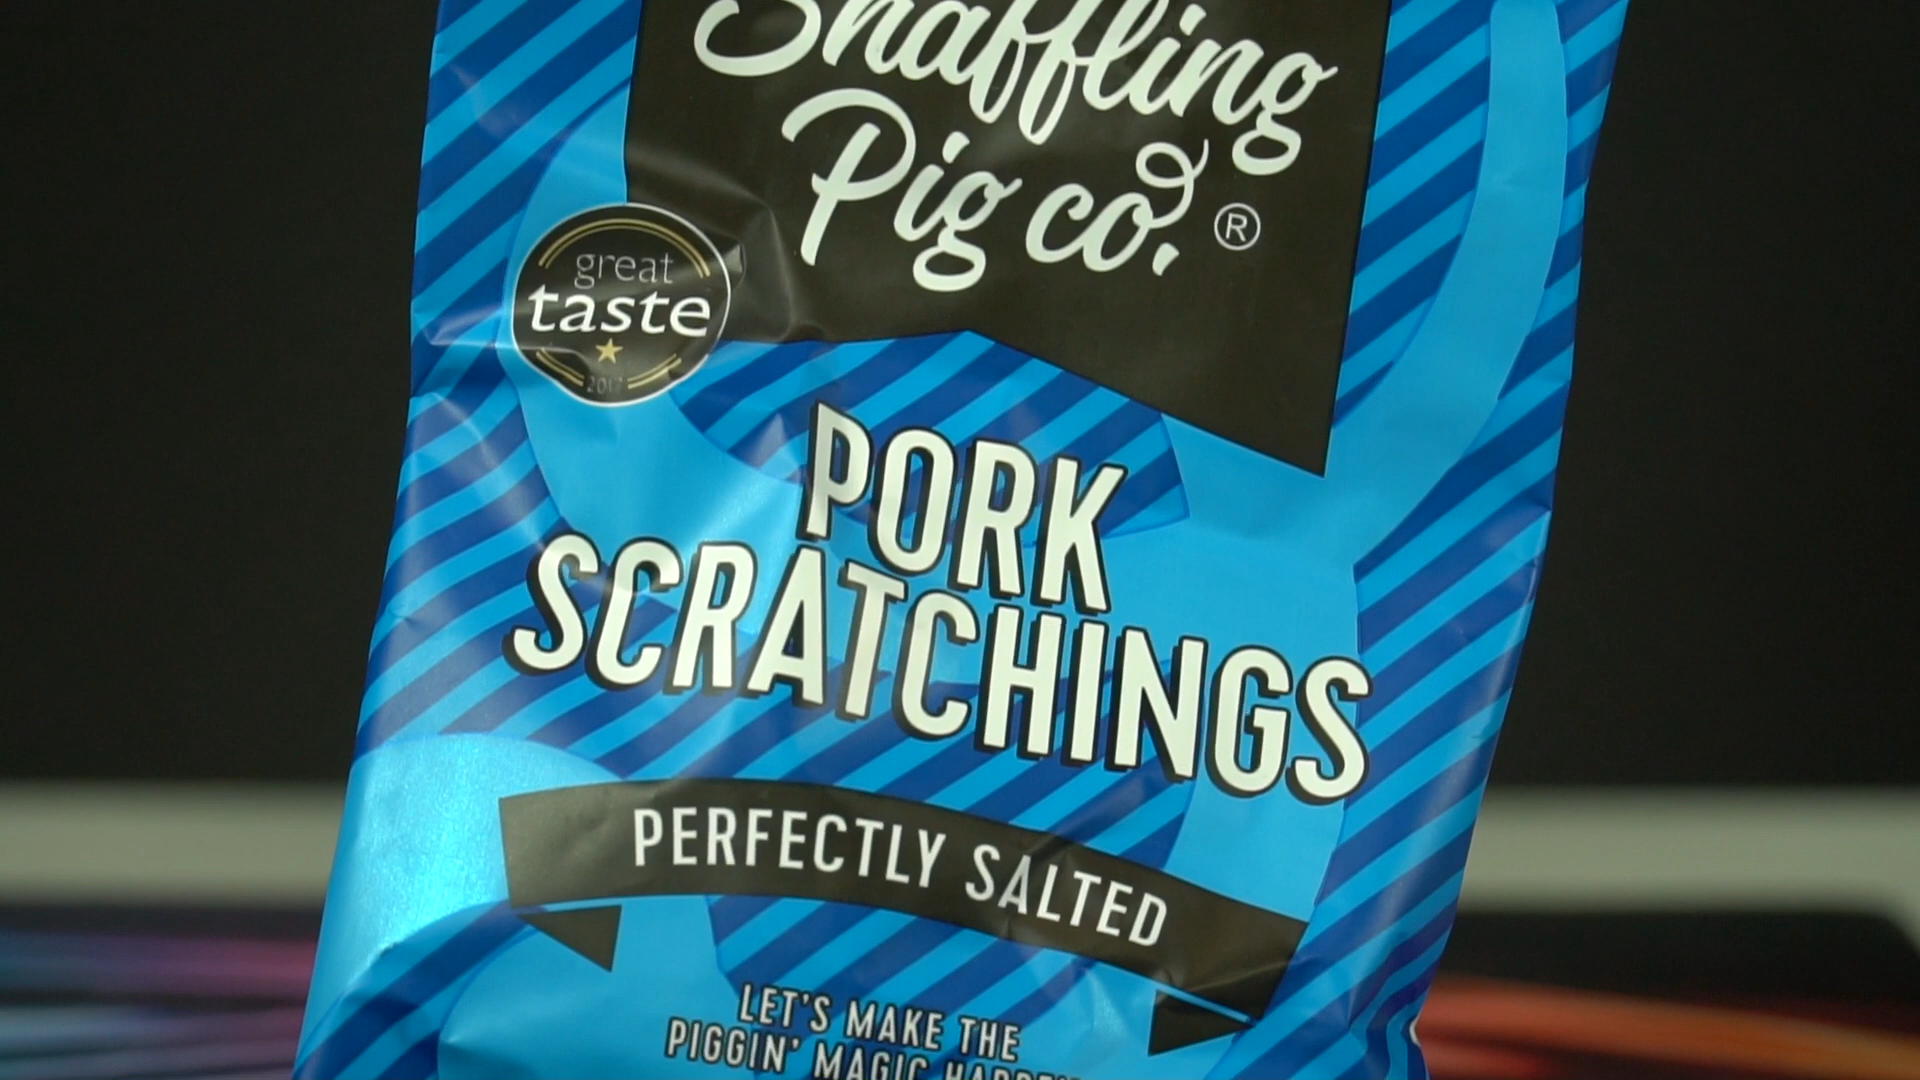 Snaffling
Pig co.®
great
taste
2017
PORK
SCRATCHINGS
PERFECTLY SALTED
LET'S MAKE THE
PIGGIN' MAGIC